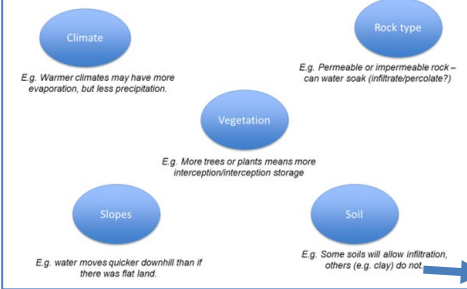 Climate
E.g. Warmer climates may have more
evaporation, but less precipitation.
Rock type
E.g. Permeable or impermeable rock –
can water soak (infiltrate/percolate?)
Vegetation
E.g. More trees or plants means more
interception/interception storage
Slopes
E.g. water moves quicker downhill than if
there was flat land.
Soil
E.g. Some soils will allow infiltration,
others (e.g. clay) do not.